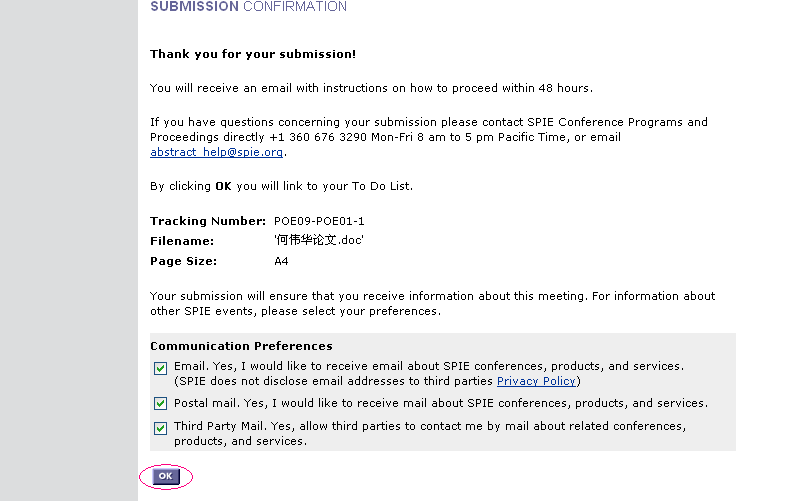 SUBMISSION CONFIRMATION
Thank you for your submission!
You will receive an email with instructions on how to proceed within 48 hours.
If you have questions concerning your submission please contact SPIE Conference Programs and
Proceedings directly +1 360 676 3290 Mon-Fri 8 am to 5 pm Pacific Time, or email
abstract_help@spie.org.
By clicking OK you will link to your To Do List.
Tracking Number: POE09-POE01-1
Filename: '何伟华论文.doc'
Page Size: A4
Your submission will ensure that you receive information about this meeting. For information about
other SPIE events, please select your preferences.
Communication Preferences
Email. Yes, I would like to receive email about SPIE conferences, products, and services.
(SPIE does not disclose email addresses to third parties Privacy Policy)
Postal mail. Yes, I would like to receive mail about SPIE conferences, products, and services.
Third Party Mail. Yes, allow third parties to contact me by mail about related conferences,
products, and services.
OK